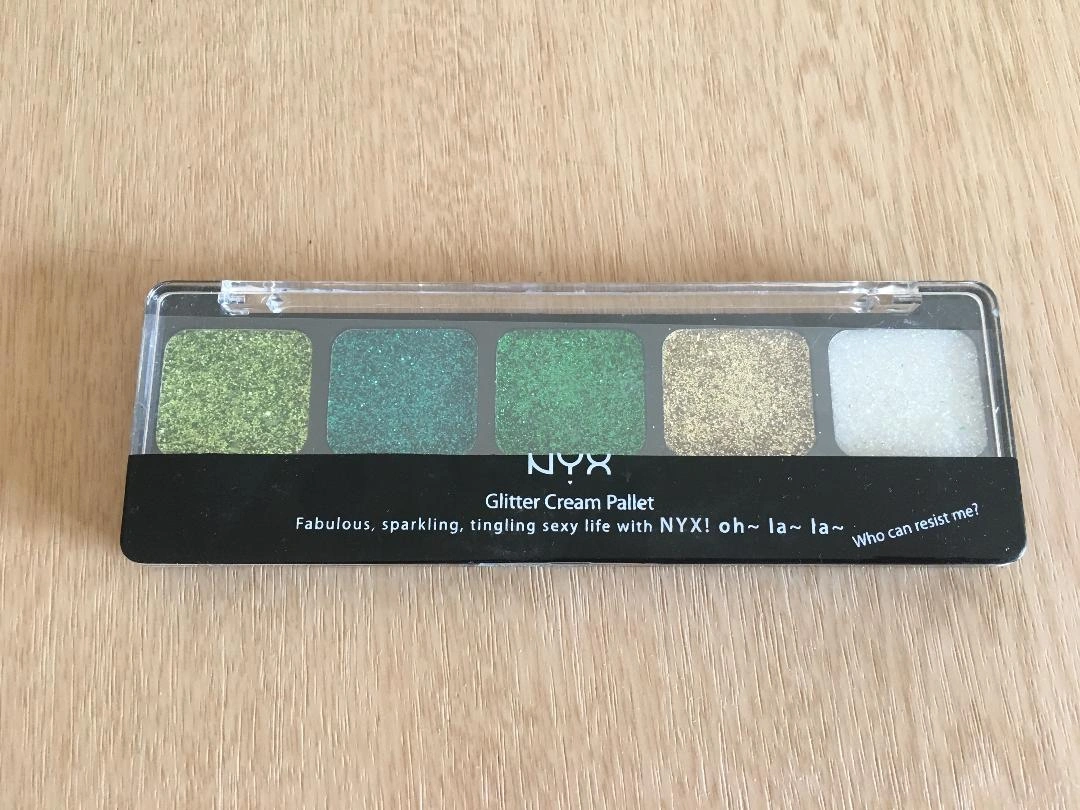 NYX
Glitter Cream Pallet
Fabulous, sparkling, tingling sexy life with NYX! oh~ la~ la~
Who can resist me?